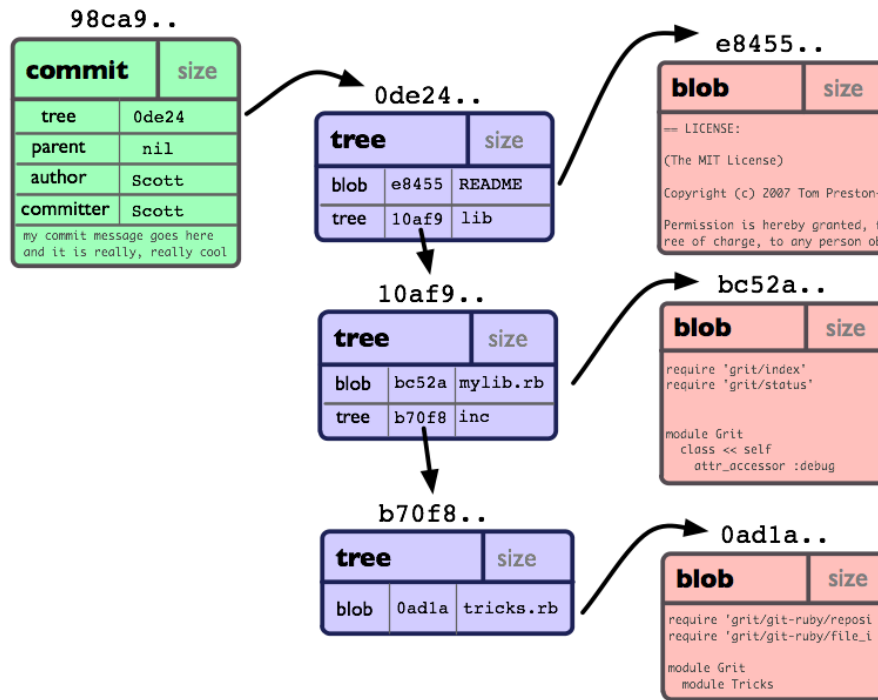 98ca9..
commit size
tree 0de24
parent nil
author Scott
committer Scott
my commit message goes here
and it is really, really cool
0de24..
tree size
blob e8455 README
tree 10af9 lib
10af9..
tree size
blob bc52a mylib.rb
tree b70f8 inc
b70f8..
tree size
blob 0ad1a tricks.rb
e8455..
blob size
== LICENSE:
(The MIT License)
Copyright (c) 2007 Tom Preston-
Permission is hereby granted, f
ree of charge, to any person ob
bc52a..
blob size
require 'grit/index'
require 'grit/status'
module Grit
class << self
attr_accessor :debug
0ad1a..
blob size
require 'grit/git-ruby/reposi
require 'grit/git-ruby/file_i
module Grit
module Tricks